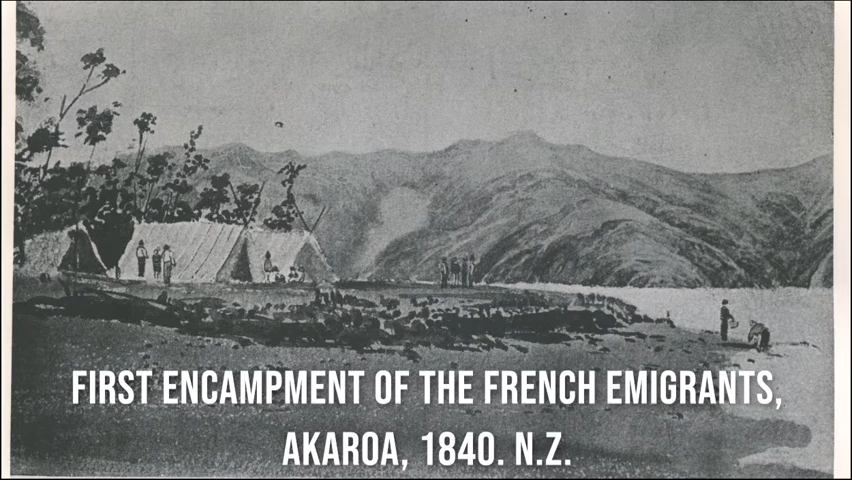 FIRST ENCAMPMENT OF THE FRENCH EMIGRANTS,
AKAROA, 1840. N.Z.